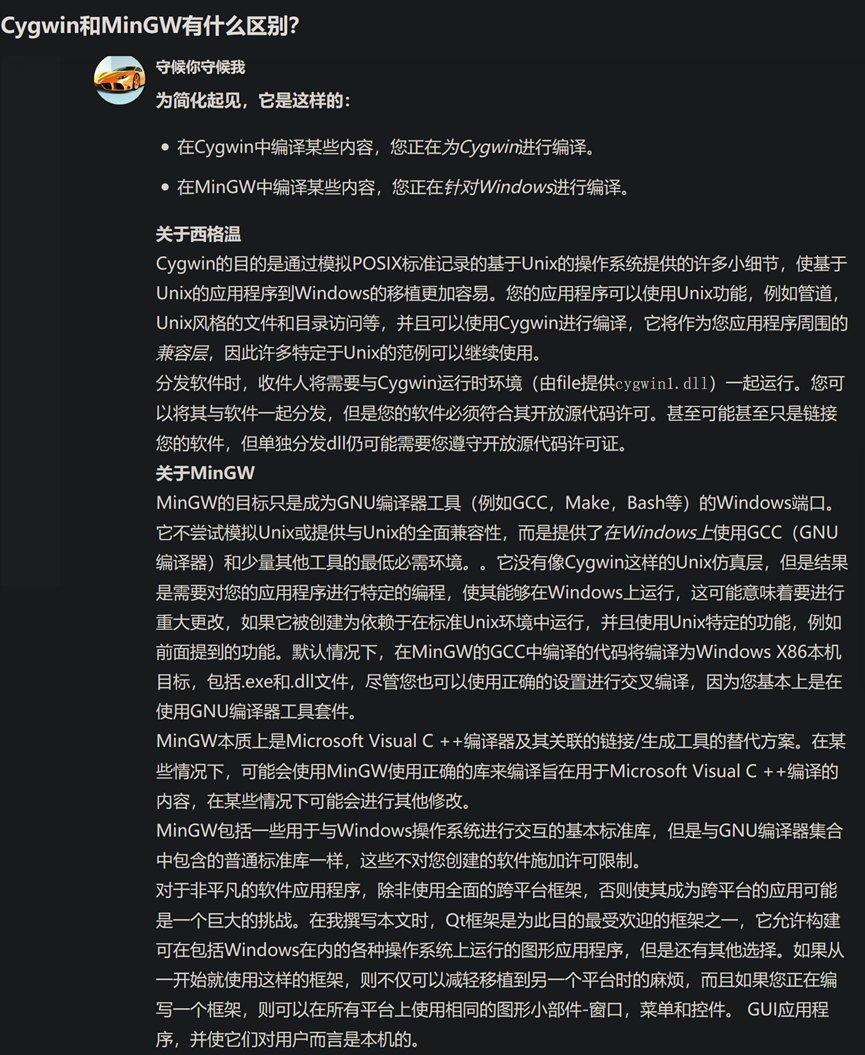 Cygwin和MinGW有什么区别？
守候你守候我
为简化起见，它是这样的：
在Cygwin中编译某些内容，您正在为Cygwin进行编译。
在MinGW中编译某些内容，您正在针对Windows进行编译。
关于西格温
Cygwin的目的是通过模拟POSIX标准记录的基于Unix的操作系统提供的许多小细节，使基于
Unix的应用程序到Windows的移植更加容易。您的应用程序可以使用Unix功能，例如管道，
Unix风格的文件和目录访问等，并且可以使用Cygwin进行编译，它将作为您应用程序周围的
兼容层，因此许多特定于Unix的范例可以继续使用。
分发软件时，收件人将需要与Cygwin运行时环境（由file提供cygwin1.dll）一起运行。您可
以将其与软件一起分发，但是您的软件必须符合其开放源代码许可。甚至可能甚至只是链接
您的软件，但单独分发dll仍可能需要您遵守开放源代码许可证。
关于MinGW
MinGW的目标只是成为GNU编译器工具（例如GCC，Make，Bash等）的Windows端口。
它不尝试模拟Unix或提供与Unix的全面兼容性，而是提供了在Windows上使用GCC（GNU
编译器）和少量其他工具的最低必需环境。。它没有像Cygwin这样的Unix仿真层，但是结果
是需要对您的应用程序进行特定的编程，使其能够在Windows上运行，这可能意味着要进行
重大更改，如果它被创建为依赖于在标准Unix环境中运行，并且使用Unix特定的功能，例如
前面提到的功能。默认情况下，在MinGW的GCC中编译的代码将编译为Windows X86本机
目标，包括.exe和.dll文件，尽管您也可以使用正确的设置进行交叉编译，因为您基本上是在
使用GNU编译器工具套件。
MinGW本质上是Microsoft Visual C ++编译器及其关联的链接/生成工具的替代方案。在某
些情况下，可能会使用MinGW使用正确的库来编译旨在用于Microsoft Visual C ++编译的
内容，在某些情况下可能会进行其他修改。
MinGW包括一些用于与Windows操作系统进行交互的基本标准库，但是与GNU编译器集合
中包含的普通标准库一样，这些不对您创建的软件施加许可限制。
对于非平凡的软件应用程序，除非使用全面的跨平台框架，否则使其成为跨平台的应用可能
是一个巨大的挑战。在我撰写本文时，Qt框架是为此目的最受欢迎的框架之一，它允许构建
可在包括Windows在内的各种操作系统上运行的图形应用程序，但是还有其他选择。如果从
一开始就使用这样的框架，则不仅可以减轻移植到另一个平台时的麻烦，而且如果您正在编
写一个框架，则可以在所有平台上使用相同的图形小部件-窗口，菜单和控件。 GUI应用程
序，并使它们对用户而言是本机的。